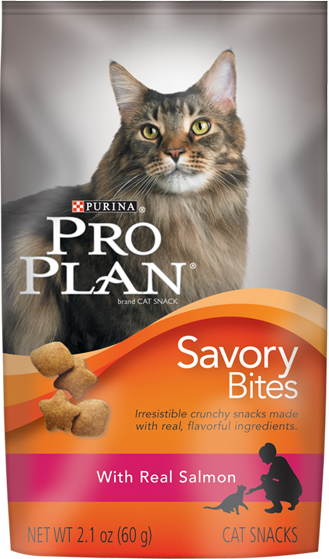 PURINA®
PRO
PLAN®
brand CAT SNACK
Savory
Bites
Irresistible crunchy snacks made
with real, flavorful ingredients.
With Real Salmon
NET WT 2.1 oz (60 g)
CAT SNACKS